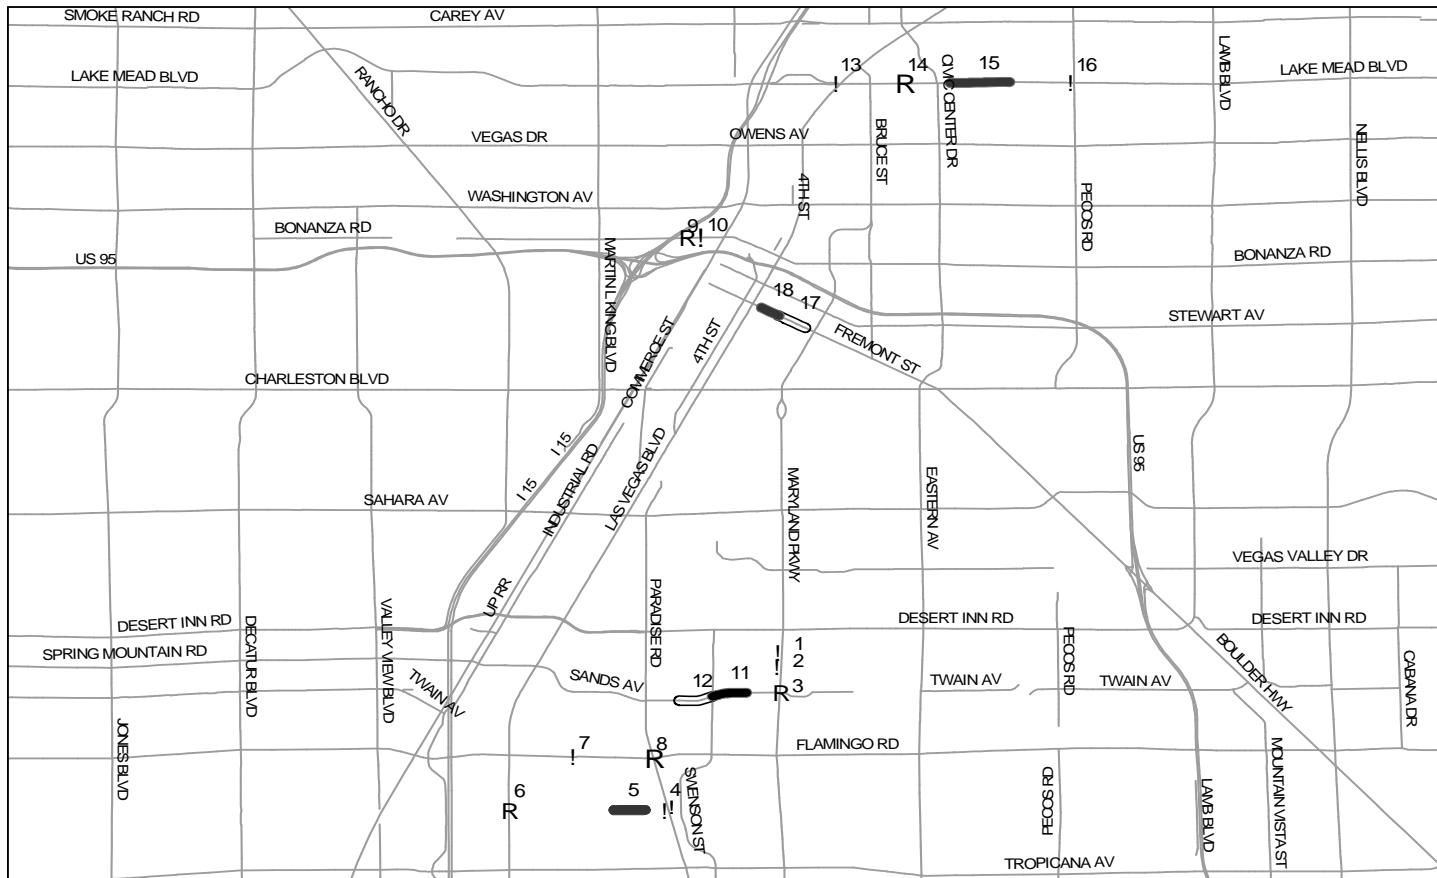 SMOKE RANCH RD
CAREY AV
LAKE MEAD BLVD
RANCHO DR
13
14
CIVIC CENTER DR
15
16
LAMB BLVD
LAKE MEAD BLVD
! R !
VEGAS DR
OWENS AV
BRUCE ST
NELLIS BLVD
WASHINGTON AV
4TH ST
PECOS RD
BONANZA RD
9 10
R !
US 95
MARTIN L KING BLVD
BONANZA RD
18 17
STEWART AV
FREMONT ST
COMMERCE ST
4TH ST
CHARLESTON BLVD
I 15
US 95
I 15
INDUSTRIAL RD
LAS VEGAS BLVD
SAHARA AV
MARYLAND PKWY
EASTERN AV
VEGAS VALLEY DR
UP RR
PARADISE RD
DESERT INN RD
DECATUR BLVD
VALLEY VIEW BLVD
DESERT INN RD
PECOS RD
DESERT INN RD
BOULDER HWY
SPRING MOUNTAIN RD
! 1
! 2
CABANA DR
TWAIN AV
SANDS AV
12 11
R 3
TWAIN AV
TWAIN AV
JONES BLVD
! 7
R 8
FLAMINGO RD
MOUNTAIN VISTA ST
R 6
5
! ! 4
SWENSON ST
PECOS RD
LAMB BLVD
TROPICANA AV